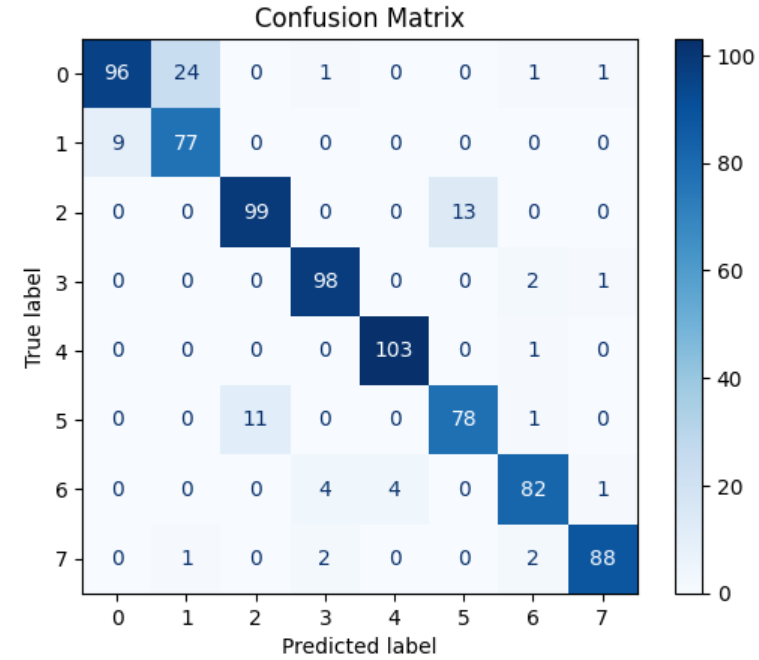 Confusion Matrix
0 96 24 0 1 0 0 1 1
1 9 77 0 0 0 0 0 0
2 0 0 99 0 0 13 0 0
3 0 0 0 98 0 0 2 1
4 0 0 0 0 103 0 1 0
5 0 0 11 0 0 78 1 0
6 0 0 0 4 4 0 82 1
7 0 1 0 2 0 0 2 88
0 1 2 3 4 5 6 7
Predicted label
True label
100
80
60
40
20
0